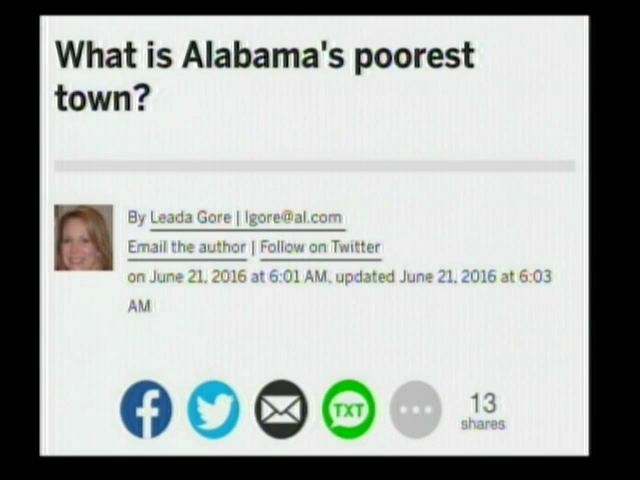 What is Alabama's poorest
town?
By Leada Gore | lgore@al.com
Email the author | Follow on Twitter
on June 21, 2016 at 6:01 AM, updated June 21, 2016 at 6:03
AM
TXT
13
shares